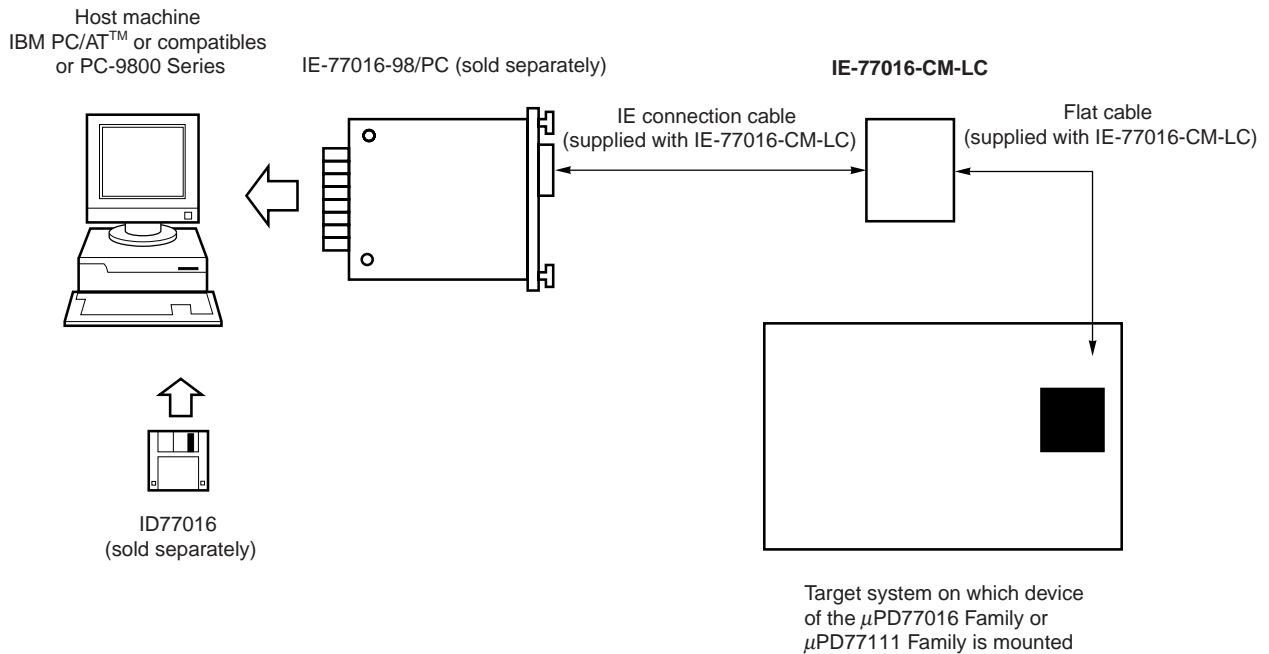 Host machine
IBM PC/AT™ or compatibles
or PC-9800 Series
IE-77016-98/PC (sold separately)
IE-77016-CM-LC
IE connection cable
(supplied with IE-77016-CM-LC)
Flat cable
(supplied with IE-77016-CM-LC)
ID77016
(sold separately)
Target system on which device
of the μPD77016 Family or
μPD77111 Family is mounted